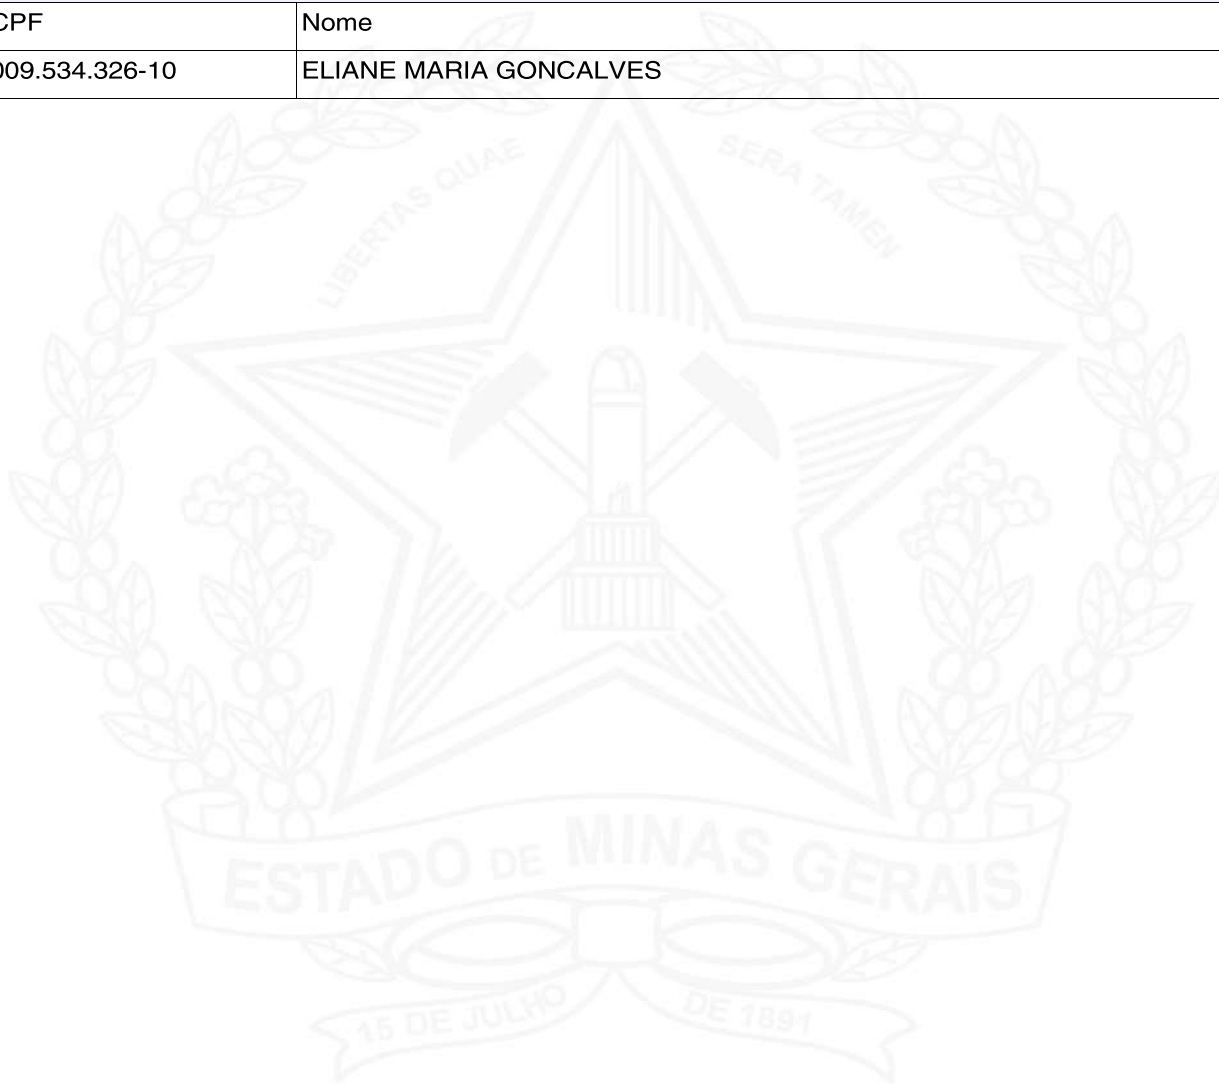 CPF Nome
009.534.326-10 ELIANE MARIA GONCALVES
LIBERTAS QUAE SERA TAMEN
ESTADO DE MINAS GERAIS
15 DE JULHO DE 1891